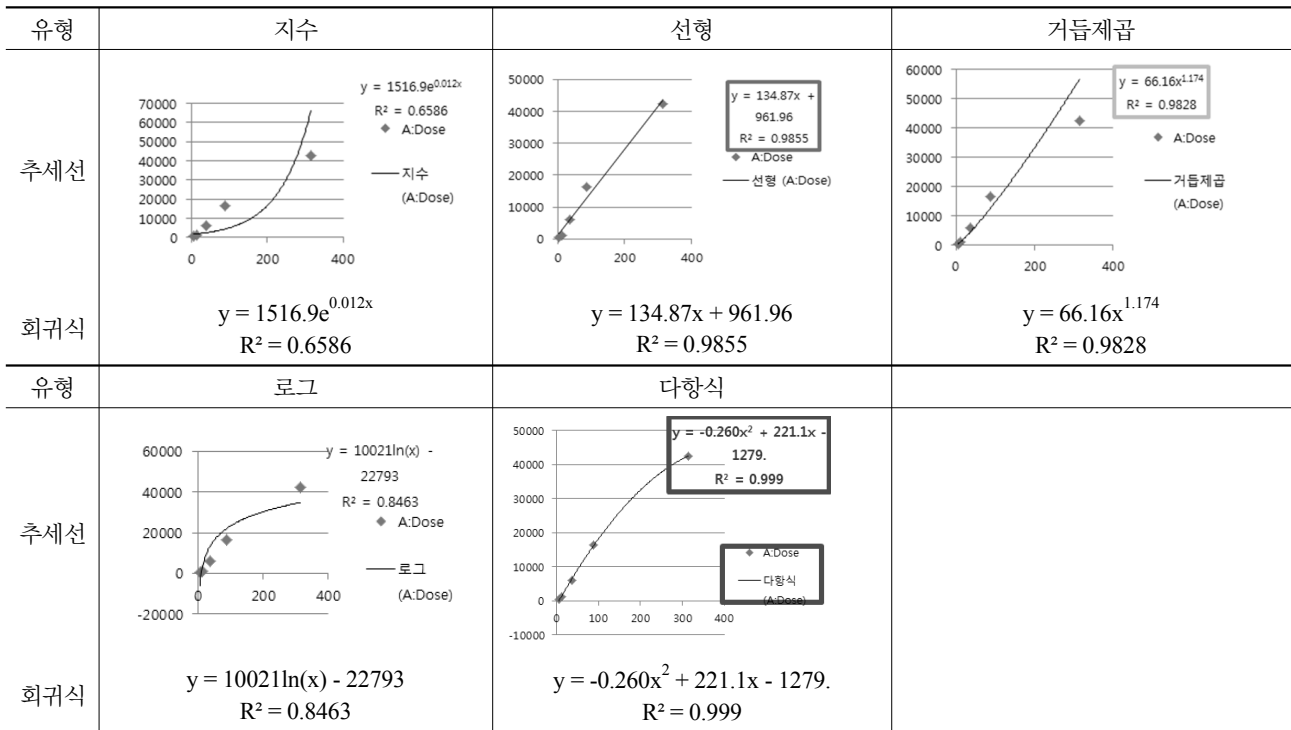 유형 지수 선형 거듭제곱
추세선
y = 1516.9e^0.012x
R² = 0.6586
A:Dose
지수
(A:Dose)
70000
60000
50000
40000
30000
20000
10000
0
0 200 400
y = 134.87x +
961.96
R² = 0.9855
A:Dose
선형 (A:Dose)
50000
40000
30000
20000
10000
0
0 200 400
y = 66.16x^1.174
R² = 0.9828
A:Dose
거듭제곱
(A:Dose)
60000
50000
40000
30000
20000
10000
0
0 200 400
회귀식
y = 1516.9e^0.012x
R² = 0.6586
y = 134.87x + 961.96
R² = 0.9855
y = 66.16x^1.174
R² = 0.9828
유형 로그 다항식
추세선
y = 10021ln(x) -
22793
R² = 0.8463
A:Dose
로그
(A:Dose)
60000
40000
20000
0
-20000
0 200 400
y = -0.260x² + 221.1x -
1279.
R² = 0.999
A:Dose
다항식
(A:Dose)
50000
40000
30000
20000
10000
0
-10000
0 100 200 300 400
회귀식
y = 10021ln(x) - 22793
R² = 0.8463
y = -0.260x² + 221.1x - 1279.
R² = 0.999